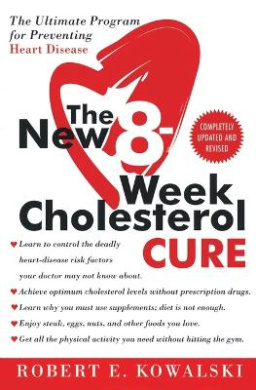 The Ultimate Program
for Preventing
Heart Disease
The
New 8-
Week
Cholesterol
CURE
COMPLETELY
UPDATED AND
REVISED
♥ Learn to control the deadly
heart-disease risk factors
your doctor may not know about.
♥ Achieve optimum cholesterol levels without prescription drugs.
♥ Learn why you must use supplements; diet is not enough.
♥ Enjoy steak, eggs, nuts, and other foods you love.
♥ Get all the physical activity you need without hitting the gym.
ROBERT E. KOWALSKI